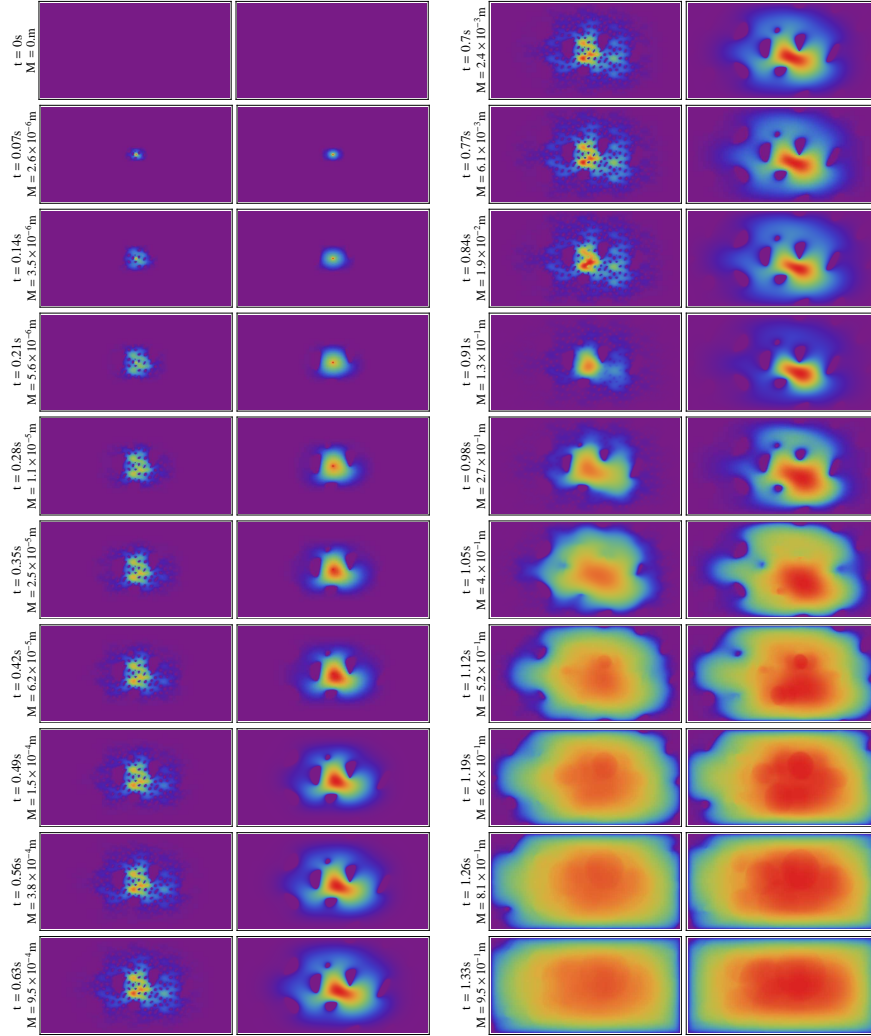 t = 0s
M = 0.m
t = 0.07s
M = 2.6×10⁻⁶m
t = 0.14s
M = 3.5×10⁻⁶m
t = 0.21s
M = 5.6×10⁻⁶m
t = 0.28s
M = 1.1×10⁻⁵m
t = 0.35s
M = 2.5×10⁻⁵m
t = 0.42s
M = 6.2×10⁻⁵m
t = 0.49s
M = 1.5×10⁻⁴m
t = 0.56s
M = 3.8×10⁻⁴m
t = 0.63s
M = 9.5×10⁻⁴m
t = 0.7s
M = 2.4×10⁻³m
t = 0.77s
M = 6.1×10⁻³m
t = 0.84s
M = 1.9×10⁻²m
t = 0.91s
M = 1.3×10⁻¹m
t = 0.98s
M = 2.7×10⁻¹m
t = 1.05s
M = 4.×10⁻¹m
t = 1.12s
M = 5.2×10⁻¹m
t = 1.19s
M = 6.6×10⁻¹m
t = 1.26s
M = 8.1×10⁻¹m
t = 1.33s
M = 9.5×10⁻¹m